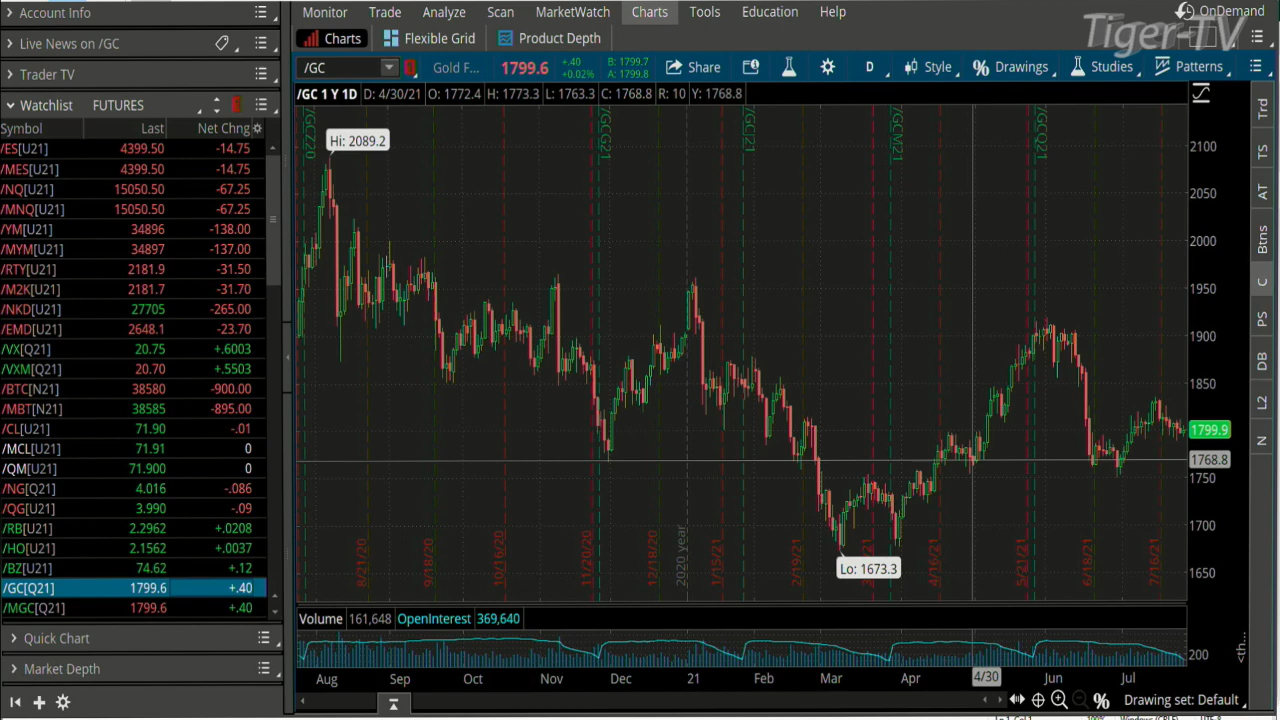 Account Info
Monitor Trade Analyze Scan MarketWatch Charts Tools Education Help
OnDemand
Tiger-TV
Live News on /GC
Charts Flexible Grid Product Depth
Trader TV
/GC Gold F... 1799.6 +.40 +0.02% B: 1799.7 A: 1799.8 Share D Style Drawings Studies Patterns
Watchlist FUTURES
/GC 1 Y 1D D: 4/30/21 O: 1772.4 H: 1773.3 L: 1763.3 C: 1768.8 R: 10 Y: 1768.8
Symbol Last Net Chng
/ES[U21] 4399.50 -14.75
/MES[U21] 4399.50 -14.75
/NQ[U21] 15050.50 -67.25
/MNQ[U21] 15050.50 -67.25
/YM[U21] 34896 -138.00
/MYM[U21] 34897 -137.00
/RTY[U21] 2181.9 -31.50
/M2K[U21] 2181.7 -31.70
/NKD[U21] 27705 -265.00
/EMD[U21] 2648.1 -23.70
/VX[Q21] 20.75 +.6003
/VXM[Q21] 20.70 +.5503
/BTC[N21] 38580 -900.00
/MBT[N21] 38585 -895.00
/CL[U21] 71.90 -.01
/MCL[U21] 71.91 0
/QM[U21] 71.900 0
/NG[Q21] 4.016 -.086
/QG[Q21] 3.990 -.09
/RB[U21] 2.2962 +.0208
/HO[U21] 2.1562 +.0037
/BZ[U21] 74.62 +.12
/GC[Q21] 1799.6 +.40
/MGC[Q21] 1799.6 +.40
Quick Chart
Market Depth
/GCZ20 /GCG21 /GCJ21 /GCM21 /GCQ21
Hi: 2089.2
Lo: 1673.3
2100
2050
2000
1950
1900
1850
1799.9
1768.8
1750
1700
1650
8/21/20 9/18/20 10/16/20 11/20/20 12/18/20 2020 year 1/15/21 2/19/21 4/16/21 5/21/21 6/18/21 7/16/21
Volume 161,648 OpenInterest 369,640
200
<th...
Aug Sep Oct Nov Dec 21 Feb Mar Apr 4/30 Jun Jul
Drawing set: Default
Trd
TS
AT
Btns
C
PS
DB
L2
N